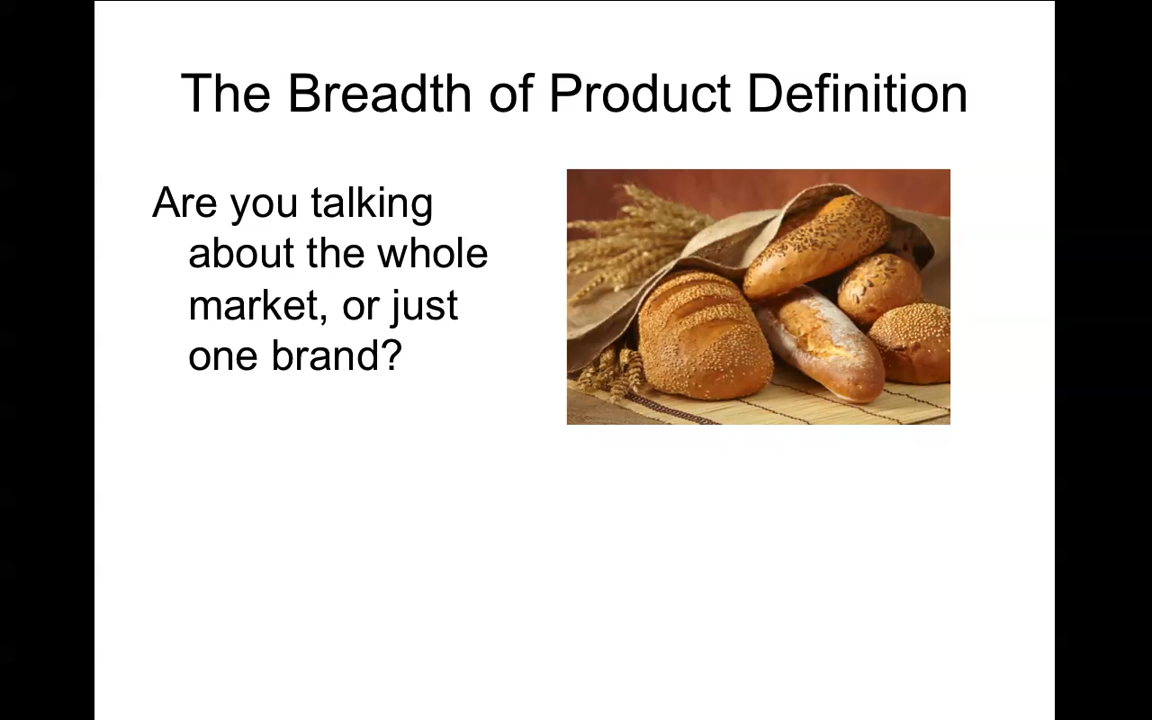 The Breadth of Product Definition
Are you talking
about the whole
market, or just
one brand?